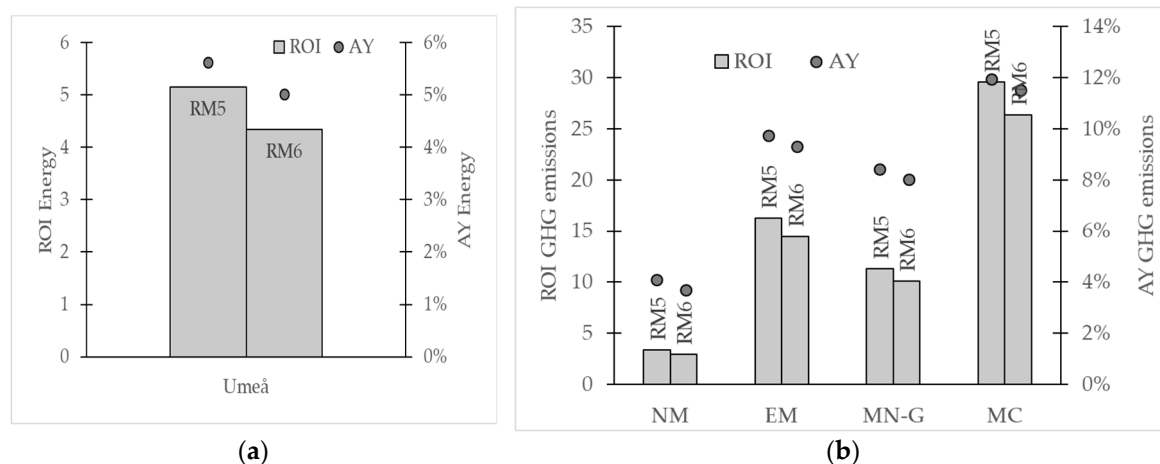 ROI AY
6
5
4
3
2
1
0
ROI Energy
RM5
RM6
6%
5%
4%
3%
2%
1%
0%
AY Energy
Umeå
(a)
ROI AY
35
30
25
20
15
10
5
0
ROI GHG emissions
RM5
RM6
RM5
RM6
RM5
RM6
RM5
RM6
14%
12%
10%
8%
6%
4%
2%
0%
AY GHG emissions
NM EM MN-G MC
(b)